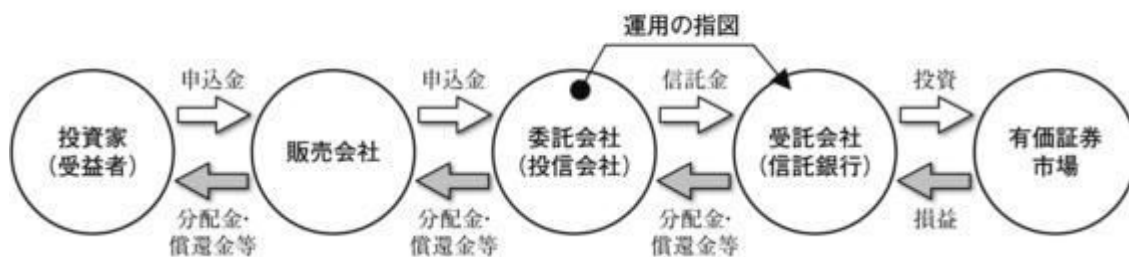 運用の指図
申込金
申込金
信託金
投資
投資家
(受益者)
販売会社
委託会社
(投信会社)
受託会社
(信託銀行)
有価証券
市場
分配金・
償還金等
分配金・
償還金等
分配金・
償還金等
損益